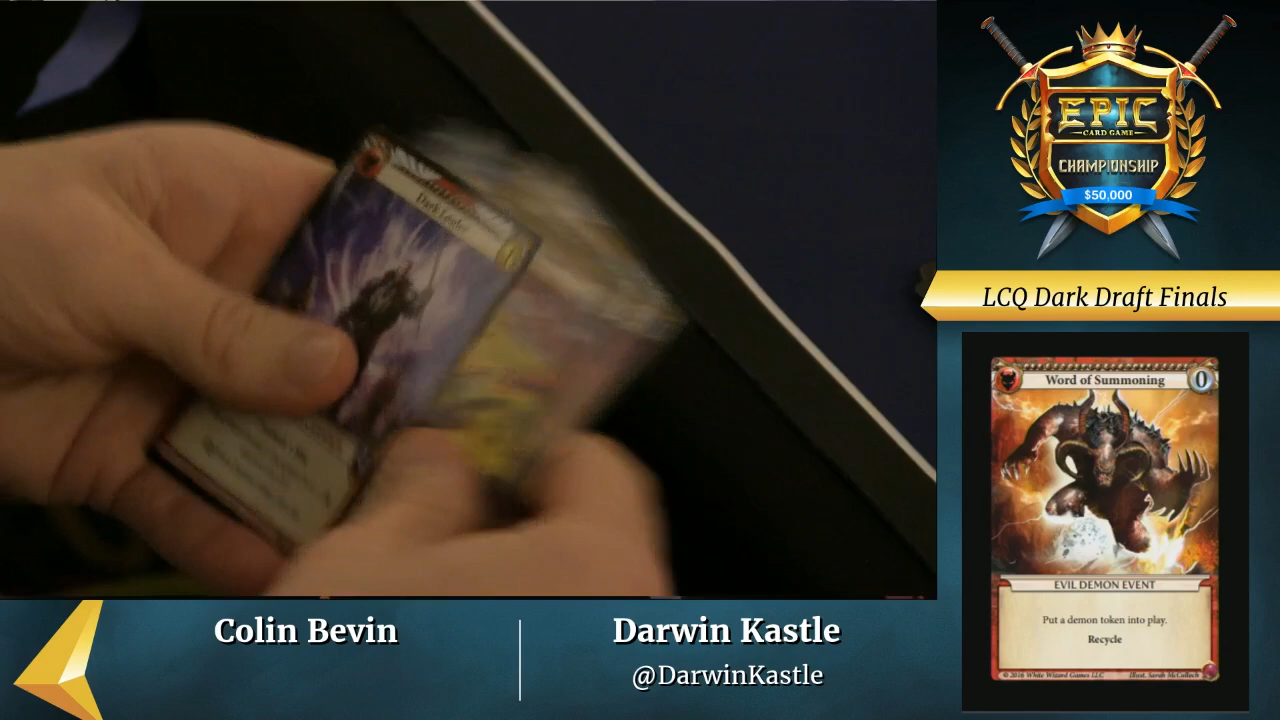 EPIC
CARD GAME
CHAMPIONSHIP
$50,000
LCQ Dark Draft Finals
Word of Summoning
0
EVIL DEMON EVENT
Put a demon token into play.
Recycle
© 2016 White Wizard Games LLC
Illust. Sarah McCulloch
Colin Bevin
Darwin Kastle
@DarwinKastle